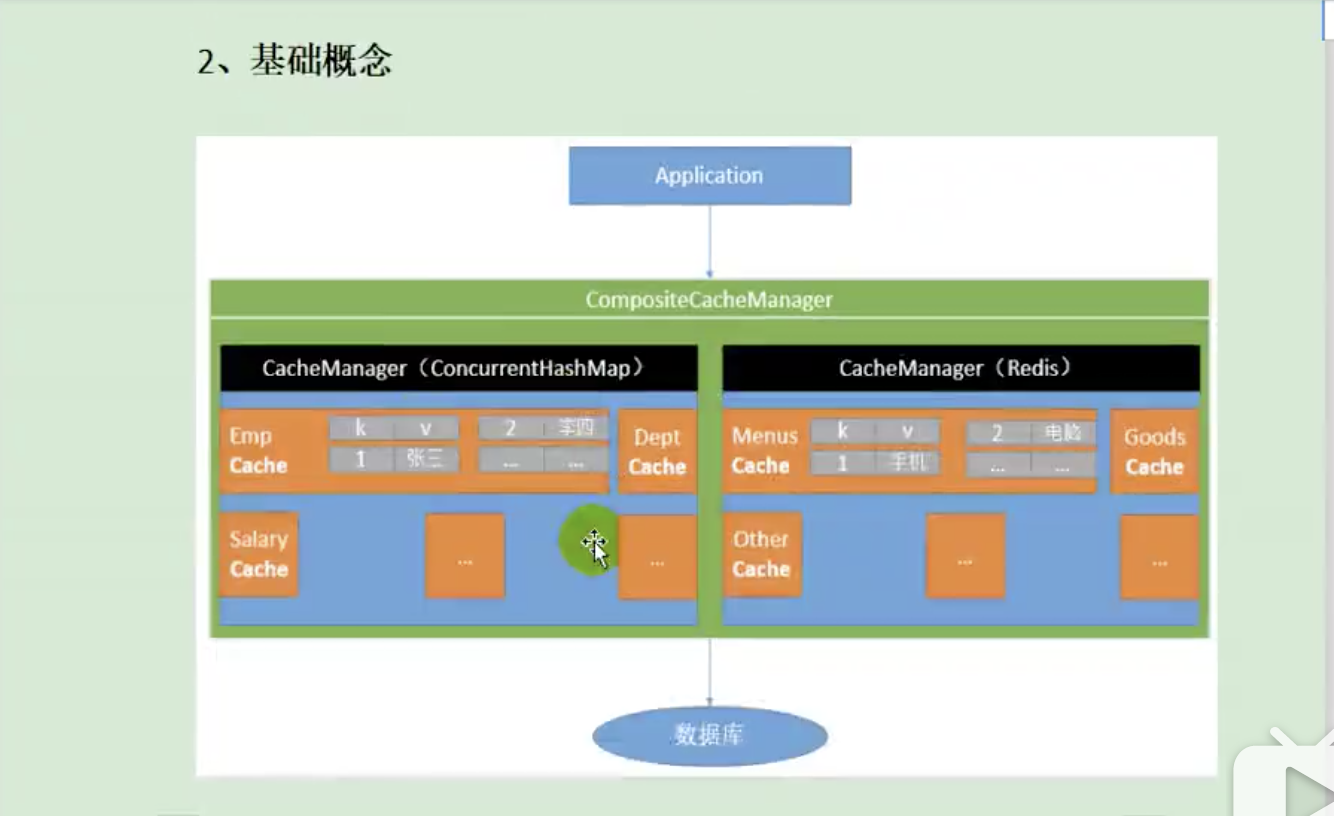 2、基础概念
Application
CompositeCacheManager
CacheManager（ConcurrentHashMap）
Emp
Cache
k v
1 张三
2 李四
... ...
Dept
Cache
Salary
Cache
...
...
CacheManager（Redis）
Menus
Cache
k v
1 手机
2 电脑
... ...
Goods
Cache
Other
Cache
...
...
数据库